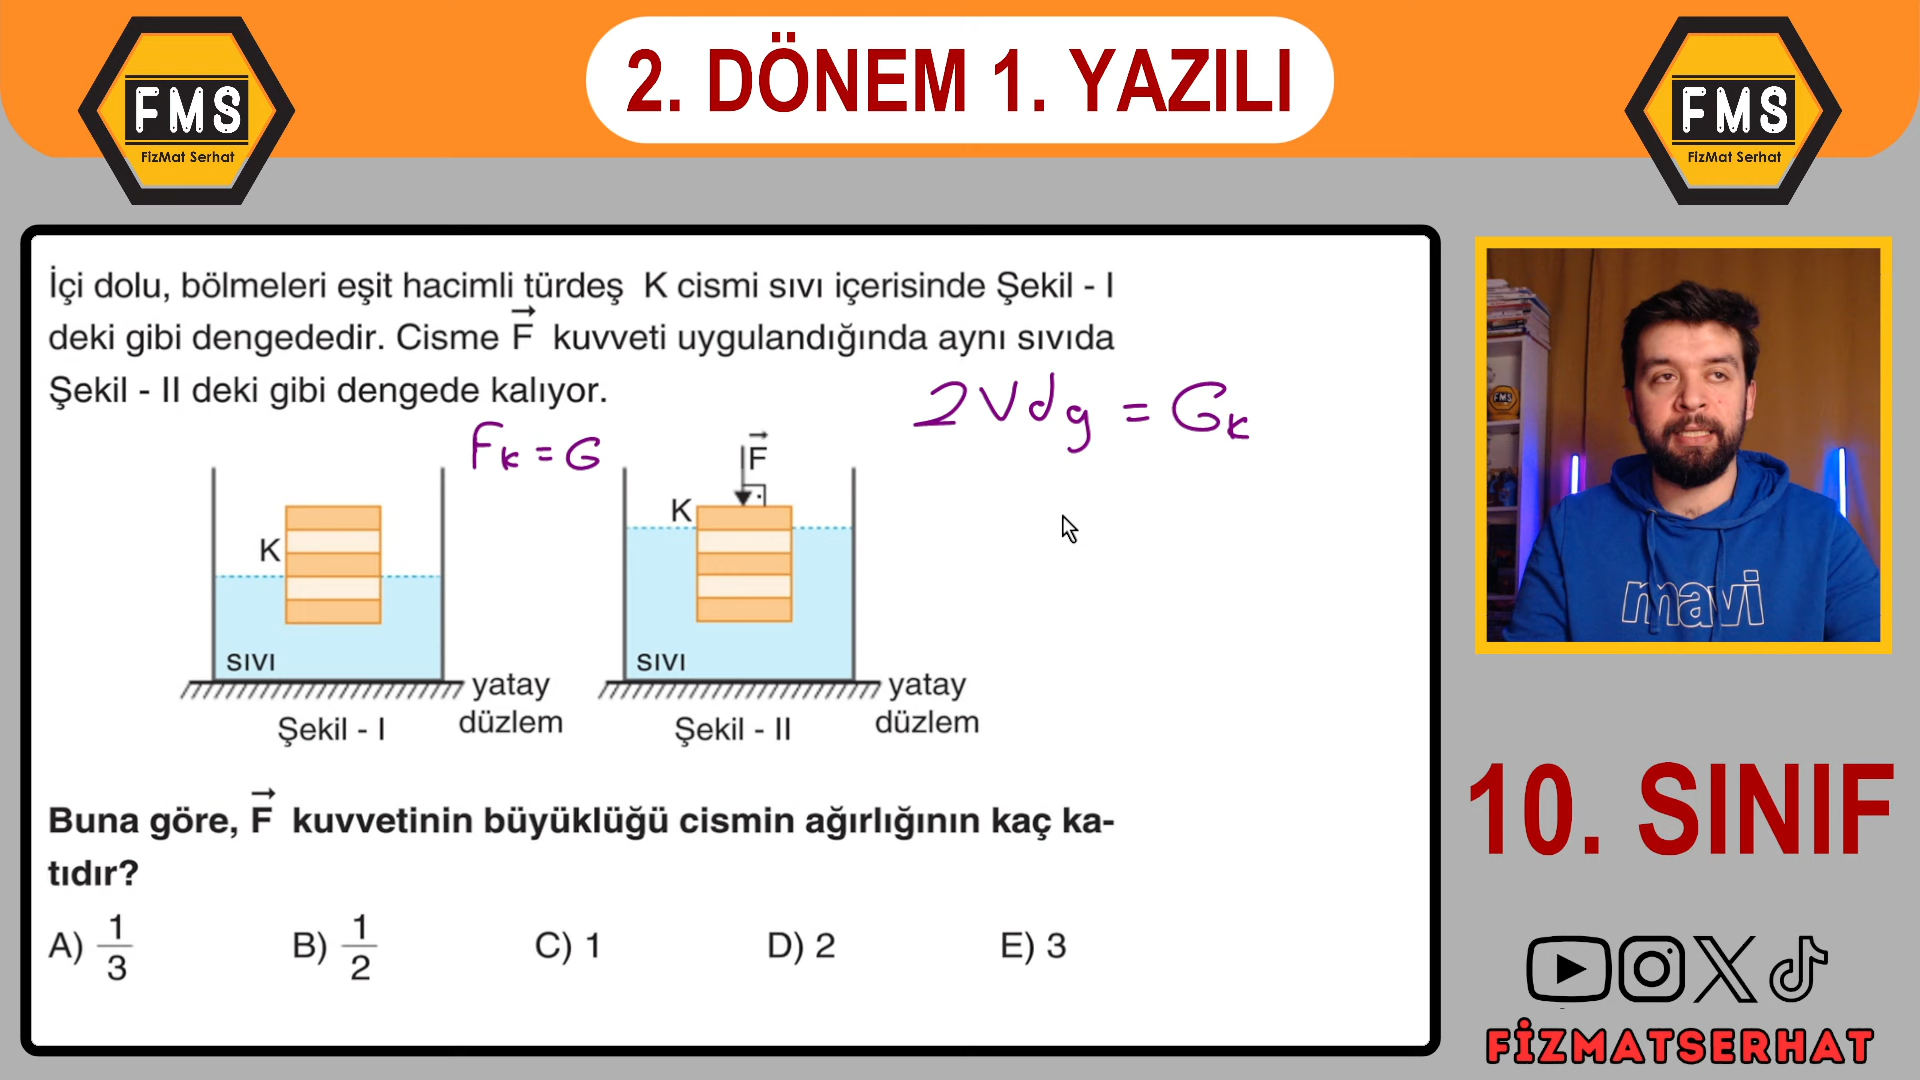 2. DÖNEM 1. YAZILI
FMS
FizMat Serhat
FMS
FizMat Serhat
İçi dolu, bölmeleri eşit hacimli türdeş K cismi sıvı içerisinde Şekil - I
deki gibi dengededir. Cisme F kuvveti uygulandığında aynı sıvıda
Şekil - II deki gibi dengede kalıyor.
2Vdg = GK
FK = G
F
K
K
SIVI
SIVI
yatay
düzlem
yatay
düzlem
Şekil - I
Şekil - II
Buna göre, F kuvvetinin büyüklüğü cismin ağırlığının kaç ka-
tıdır?
A) 1/3 B) 1/2 C) 1 D) 2 E) 3
FMS
mavi
10. SINIF
FİZMATSERHAT